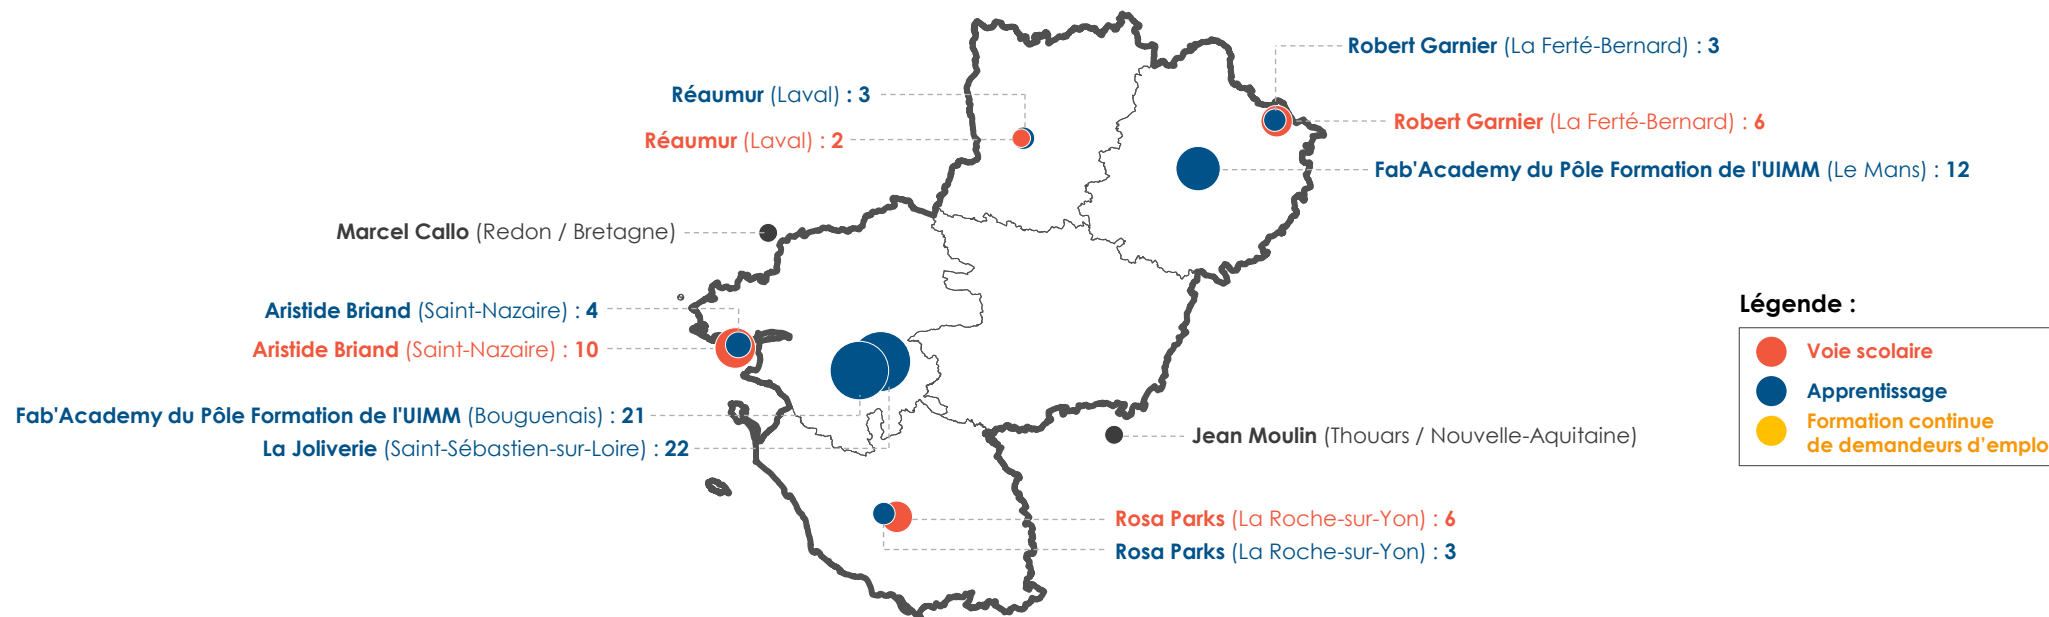 Robert Garnier (La Ferté-Bernard) : 3
Réaumur (Laval) : 3
Robert Garnier (La Ferté-Bernard) : 6
Réaumur (Laval) : 2
Fab'Academy du Pôle Formation de l'UIMM (Le Mans) : 12
Marcel Callo (Redon / Bretagne)
Aristide Briand (Saint-Nazaire) : 4
Aristide Briand (Saint-Nazaire) : 10
Fab'Academy du Pôle Formation de l'UIMM (Bouguenais) : 21
La Joliverie (Saint-Sébastien-sur-Loire) : 22
Jean Moulin (Thouars / Nouvelle-Aquitaine)
Rosa Parks (La Roche-sur-Yon) : 6
Rosa Parks (La Roche-sur-Yon) : 3
Légende :
Voie scolaire
Apprentissage
Formation continue
de demandeurs d'emplo